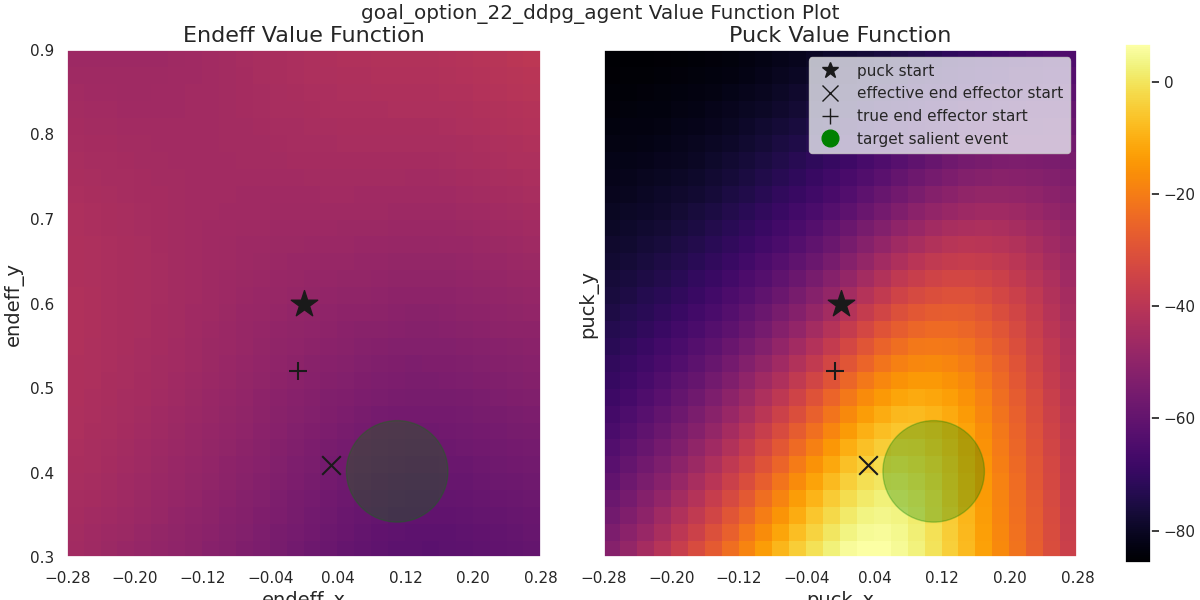 goal_option_22_ddpg_agent Value Function Plot
Endeff Value Function
endeff_y
0.9
0.8
0.7
0.6
0.5
0.4
0.3
−0.28 −0.20 −0.12 −0.04 0.04 0.12 0.20 0.28
endeff_x
Puck Value Function
puck start
effective end effector start
true end effector start
target salient event
puck_y
−0.28 −0.20 −0.12 −0.04 0.04 0.12 0.20 0.28
puck_x
0
−20
−40
−60
−80